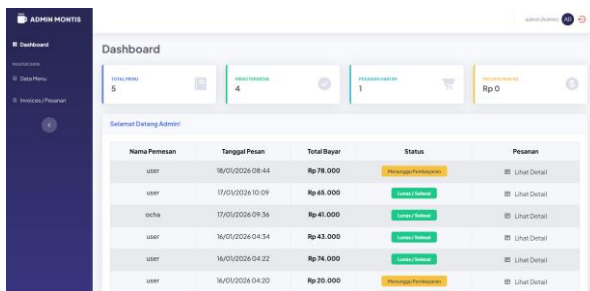 ADMIN MONTIS
admin (Admin) AD
Dashboard
Dashboard
MASTER DATA
Data Menu
Invoices / Pesanan
TOTAL MENU
5
MENU TERSEDIA
4
PESANAN HARI INI
1
Rp 0
Selamat Datang Admin!
Nama Pemesan Tanggal Pesan Total Bayar Status Pesanan
user 18/01/2026 08:44 Rp 78.000 Menunggu Pembayaran Lihat Detail
user 17/01/2026 10:09 Rp 65.000 Lunas / Selesai Lihat Detail
ocha 17/01/2026 09:36 Rp 41.000 Lunas / Selesai Lihat Detail
user 16/01/2026 04:34 Rp 43.000 Lunas / Selesai Lihat Detail
user 16/01/2026 04:22 Rp 74.000 Lunas / Selesai Lihat Detail
user 16/01/2026 04:20 Rp 20.000 Menunggu Pembayaran Lihat Detail